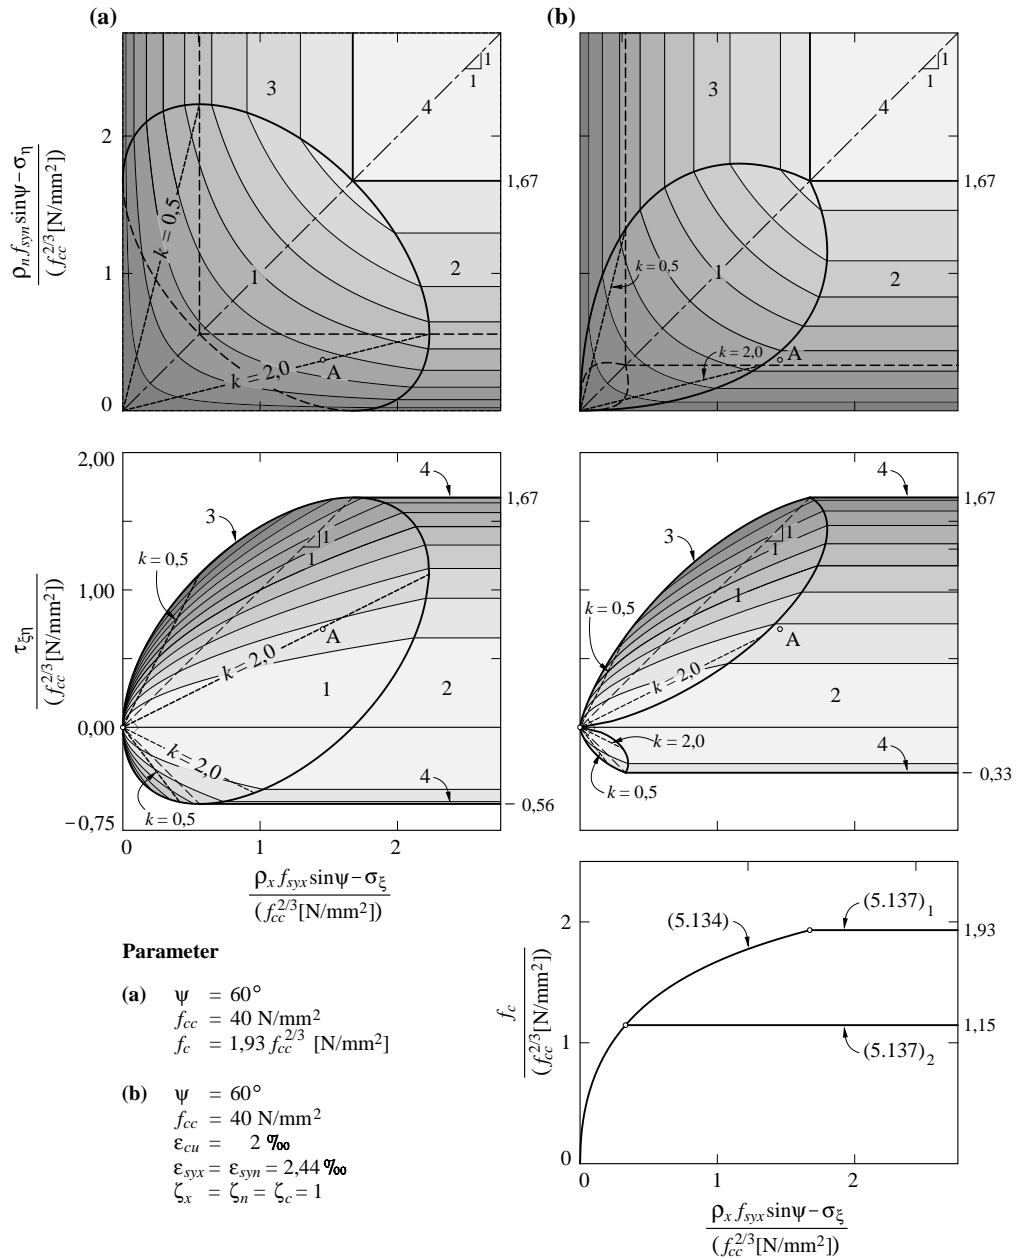 (a)
(b)
ρn fsyn sinψ – ση
(fcc^2/3 [N/mm²])
2
1
0
3
4
1
1
k = 0,5
1
2
k = 2,0
A
1,67
3
4
1
1
k = 0,5
1
2
k = 2,0
A
1,67
τξη
(fcc^2/3 [N/mm²])
2,00
1,00
0,00
–0,75
4
3
1
1
k = 0,5
A
k = 2,0
1
2
k = 2,0
k = 0,5
4
1,67
– 0,56
0
1
2
ρx fsyx sinψ – σξ
(fcc^2/3 [N/mm²])
4
3
1
1
k = 0,5
1
A
k = 2,0
2
k = 2,0
k = 0,5
4
1,67
– 0,33
Parameter
(a) ψ = 60°
fcc = 40 N/mm²
fc = 1,93 fcc^2/3 [N/mm²]
(b) ψ = 60°
fcc = 40 N/mm²
εcu = 2 ‰
εsyx = εsyn = 2,44 ‰
ζx = ζn = ζc = 1
fc
(fcc^2/3 [N/mm²])
2
1
0
(5.134)
(5.137)1
1,93
1,15
(5.137)2
0
1
2
ρx fsyx sinψ – σξ
(fcc^2/3 [N/mm²])